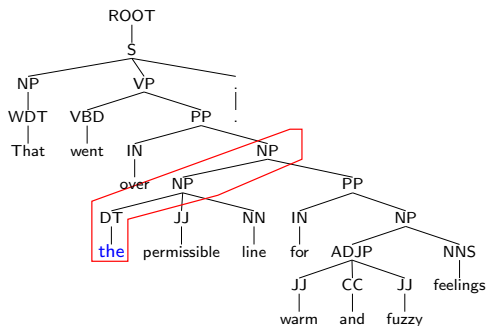 ROOT
S
NP VP .
WDT VBD PP .
That went IN NP
over NP PP
DT JJ NN IN NP
the permissible line for ADJP NNS
JJ CC JJ feelings
warm and fuzzy